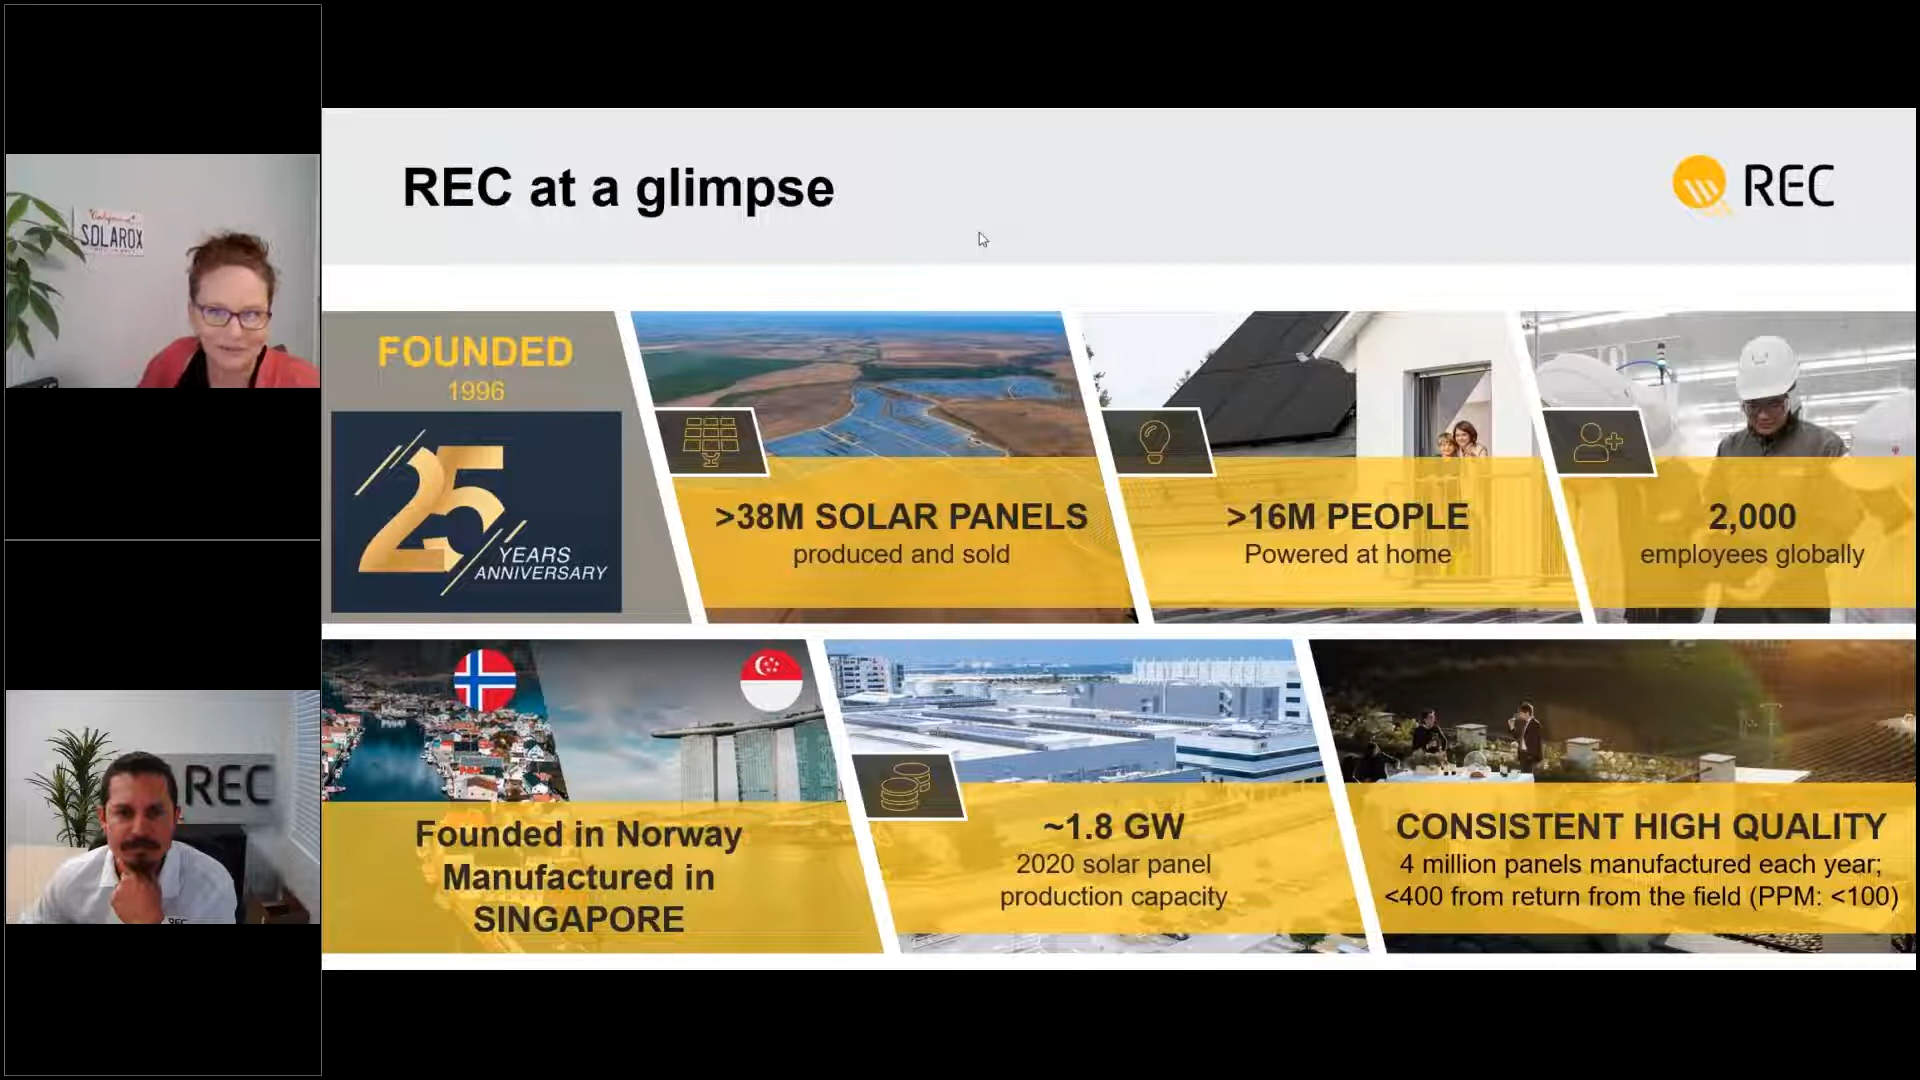 REC at a glimpse
REC
California
SOLAROX
FOUNDED
1996
25
YEARS
ANNIVERSARY
>38M SOLAR PANELS
produced and sold
>16M PEOPLE
Powered at home
2,000
employees globally
Founded in Norway
Manufactured in
SINGAPORE
~1.8 GW
2020 solar panel
production capacity
CONSISTENT HIGH QUALITY
4 million panels manufactured each year;
<400 from return from the field (PPM: <100)
REC
REC